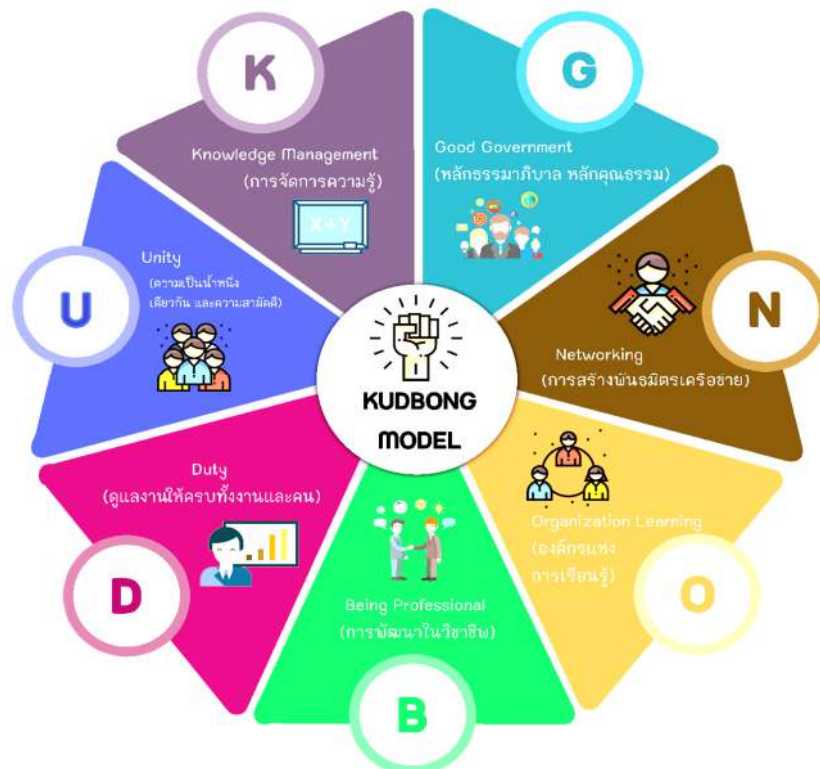 K
Knowledge Management
(การจัดการความรู้)
X+Y
U
Unity
(ความเป็นน้ำหนึ่ง
เดียวกัน และความสามัคคี)
D
Duty
(ดูแลงานให้ครบทั้งงานและคน)
B
Being Professional
(การพัฒนาในวิชาชีพ)
O
Organization Learning
(องค์กรแห่ง
การเรียนรู้)
N
Networking
(การสร้างพันธมิตรเครือข่าย)
G
Good Government
(หลักธรรมาภิบาล หลักคุณธรรม)
KUDBONG
MODEL